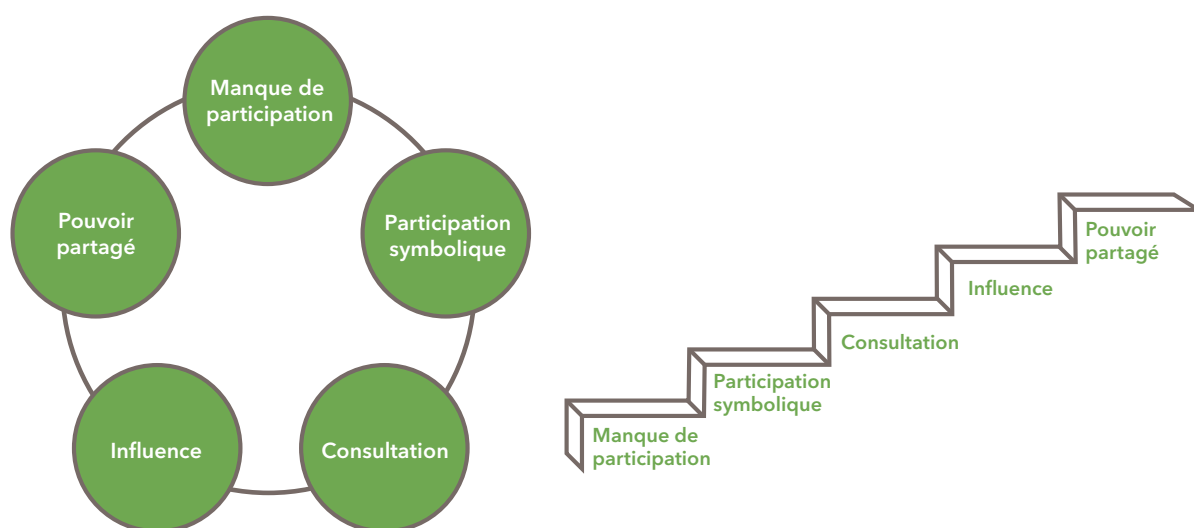 Manque de
participation
Participation
symbolique
Consultation
Influence
Pouvoir
partagé
Manque de
participation
Participation
symbolique
Consultation
Influence
Pouvoir
partagé